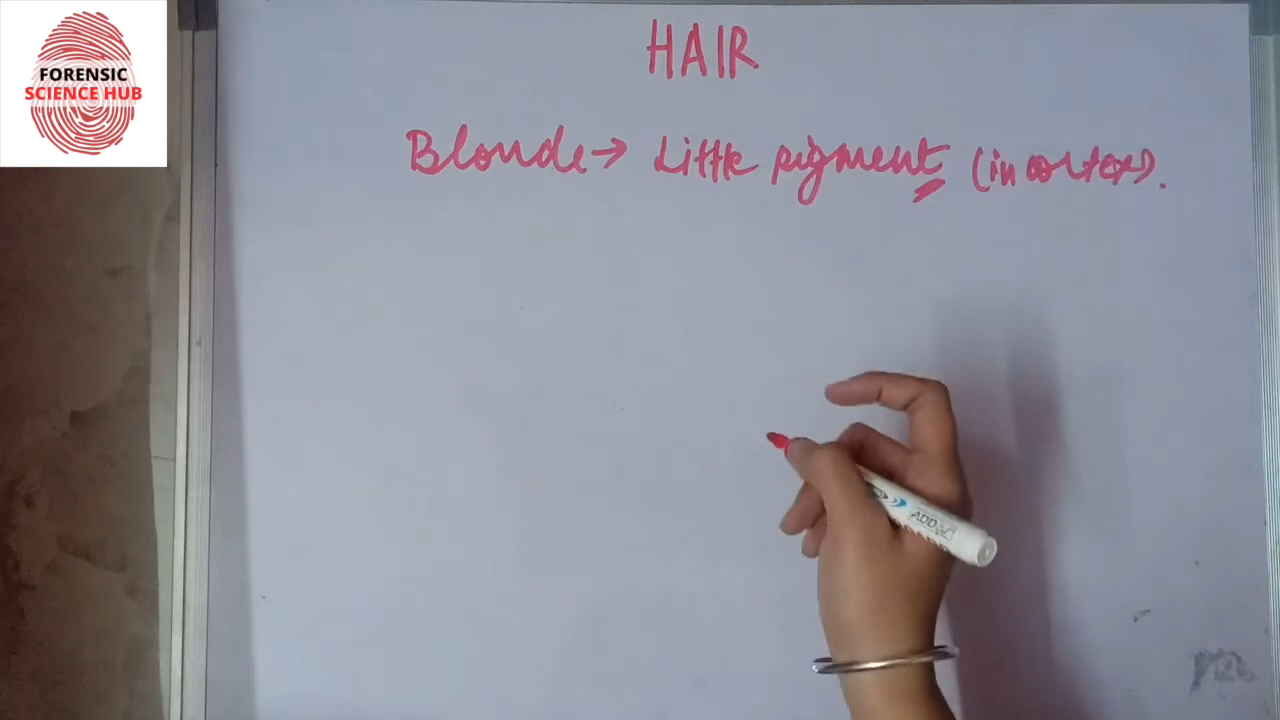 FORENSIC
SCIENCE HUB
HAIR
Blonde → Little pigment (in cortex).